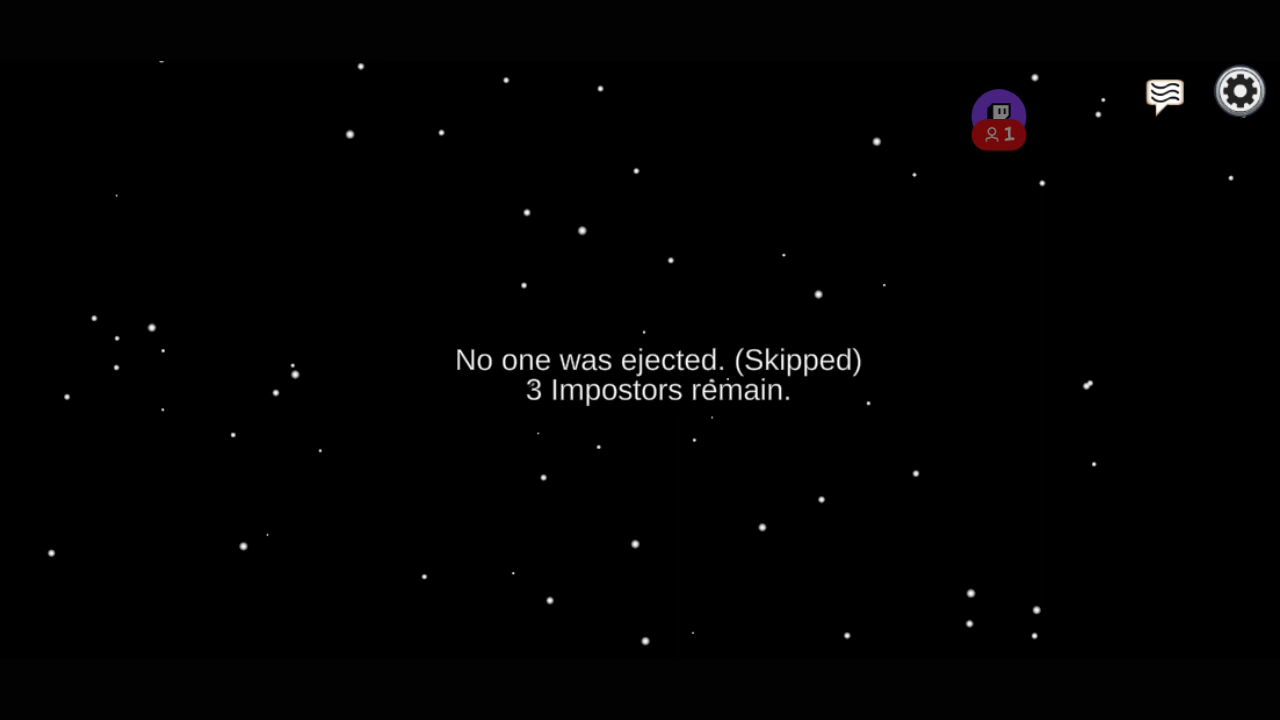 1
No one was ejected. (Skipped)
3 Impostors remain.